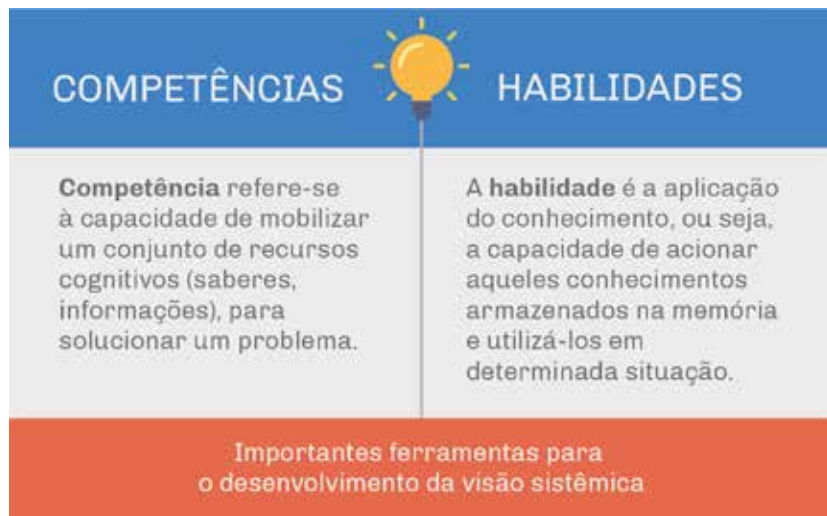 COMPETÊNCIAS
HABILIDADES
Competência refere-se
à capacidade de mobilizar
um conjunto de recursos
cognitivos (saberes,
informações), para
solucionar um problema.
A habilidade é a aplicação
do conhecimento, ou seja,
a capacidade de acionar
aqueles conhecimentos
armazenados na memória
e utilizá-los em
determinada situação.
Importantes ferramentas para
o desenvolvimento da visão sistêmica